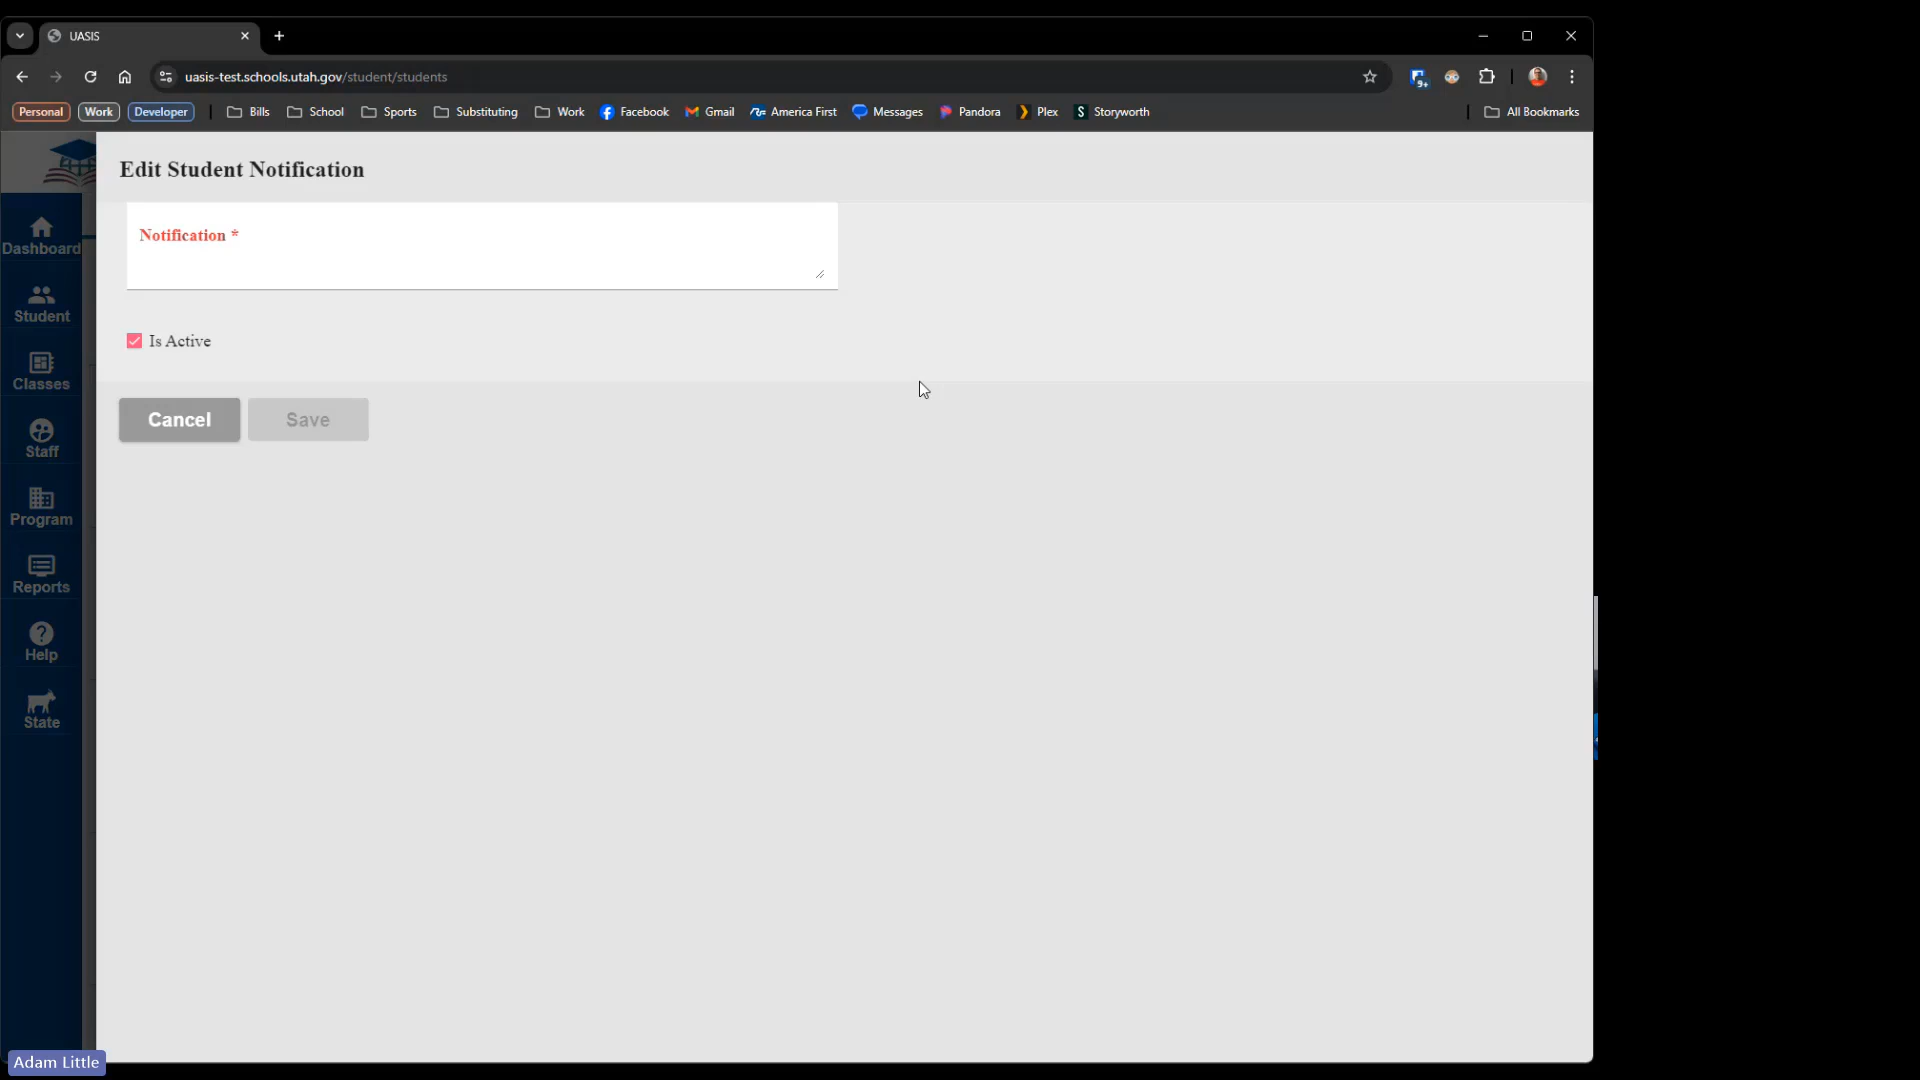 UASIS
uasis-test.schools.utah.gov/student/students
9+
Personal Work Developer Bills School Sports Substituting Work Facebook Gmail America First Messages Pandora Plex S Storyworth All Bookmarks
Edit Student Notification
Notification *
Is Active
Cancel Save
Dashboard
Student
Classes
Staff
Program
Reports
Help
State
Adam Little